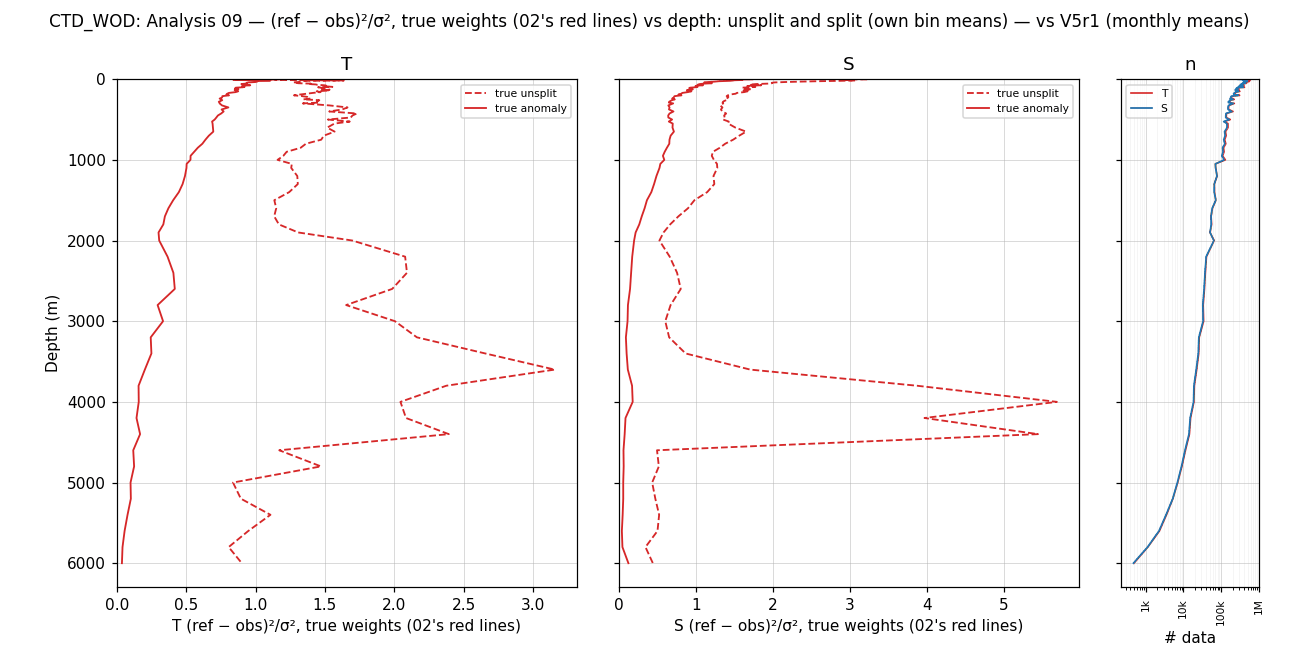 CTD_WOD: Analysis 09 — (ref − obs)²/σ², true weights (02's red lines) vs depth: unsplit and split (own bin means) — vs V5r1 (monthly means)
T
S
n
true unsplit
true anomaly
true unsplit
true anomaly
T
S
0
1000
2000
3000
4000
5000
6000
Depth (m)
0.0 0.5 1.0 1.5 2.0 2.5 3.0
0 1 2 3 4 5
1k 10k 100k 1M
T (ref − obs)²/σ², true weights (02's red lines)
S (ref − obs)²/σ², true weights (02's red lines)
# data